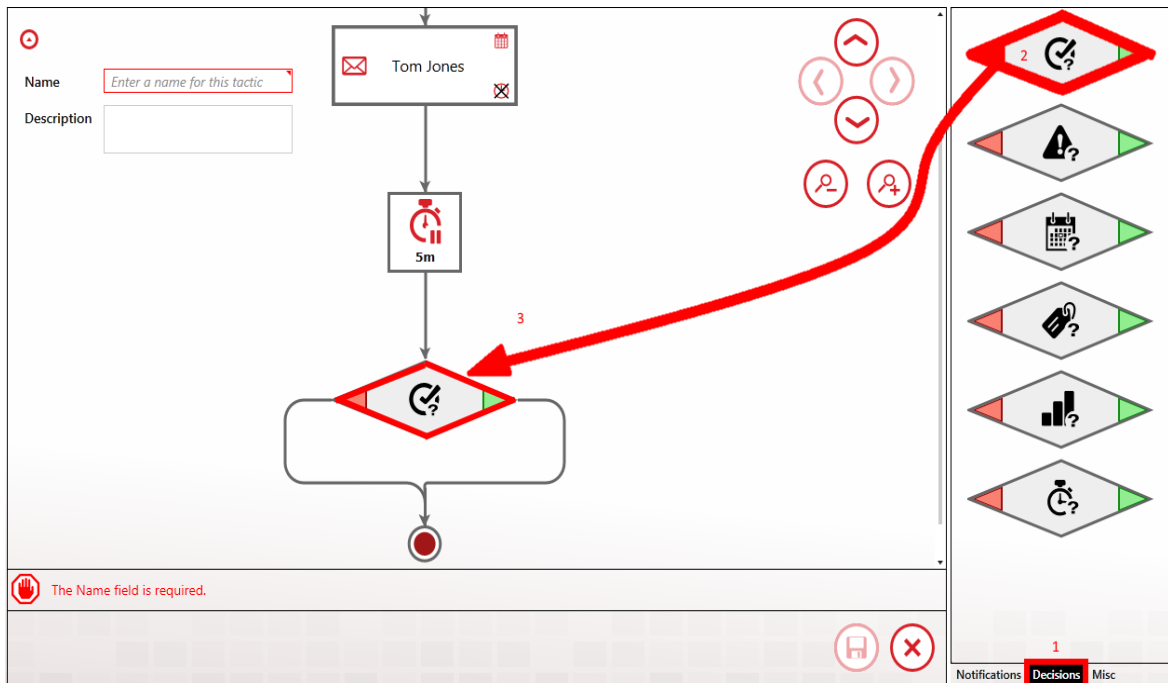 Name
Enter a name for this tactic
Description
Tom Jones
5m
2
3
The Name field is required.
1
Notifications Decisions Misc